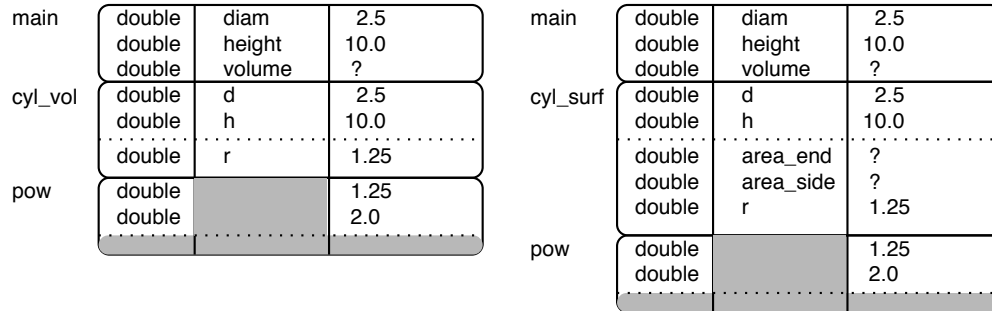 main double diam 2.5
double height 10.0
double volume ?
cyl_vol double d 2.5
double h 10.0
double r 1.25
pow double 1.25
double 2.0
main double diam 2.5
double height 10.0
double volume ?
cyl_surf double d 2.5
double h 10.0
double area_end ?
double area_side ?
double r 1.25
pow double 1.25
double 2.0